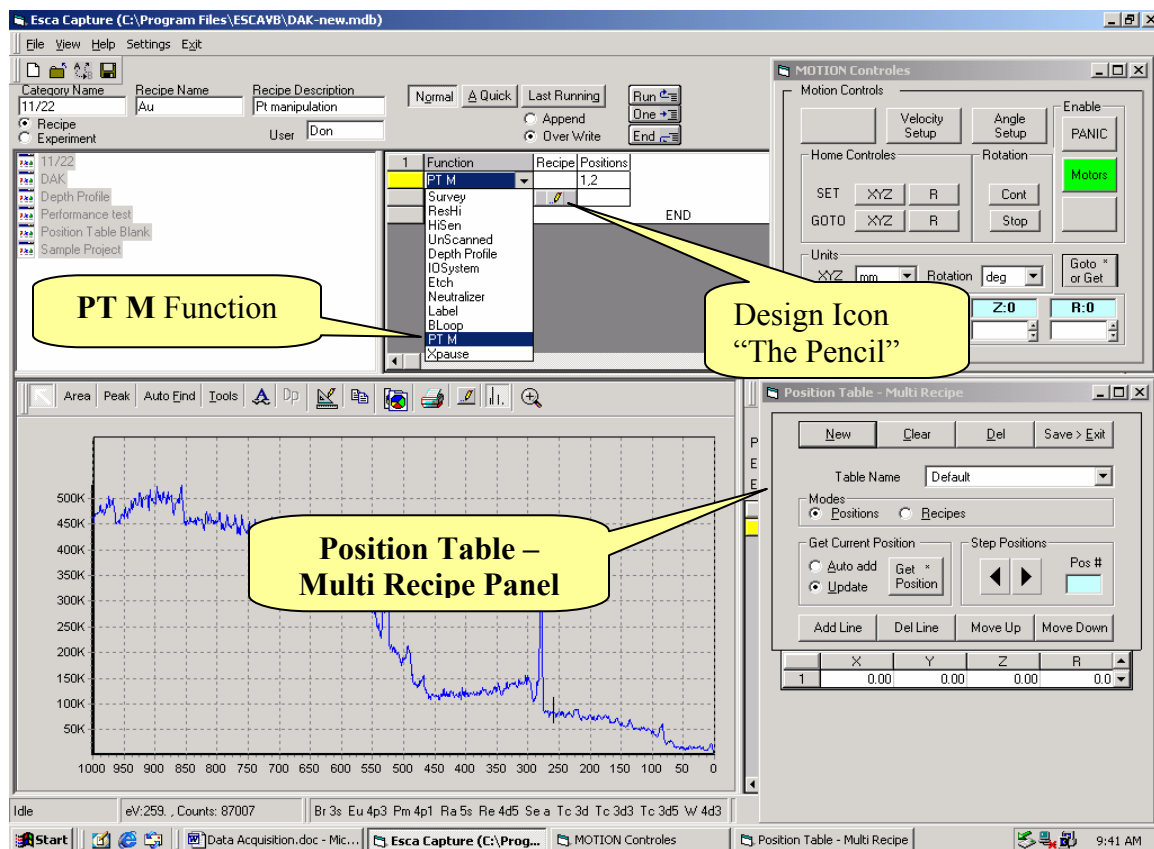 Esca Capture (C:\Program Files\ESCAVB\DAK-new.mdb)
File View Help Settings Exit
Category Name Recipe Name Recipe Description
11/22 Au Pt manipulation
Recipe
Experiment
User Don
Normal A Quick Last Running
Append
Over Write
Run
One
End
11/22
DAK
Depth Profile
Performance test
Position Table Blank
Sample Project
1 Function Recipe Positions
PT M 1,2
END
Survey
ResHi
HiSen
UnScanned
Depth Profile
IOSystem
Etch
Neutralizer
Label
BLoop
PT M
Xpause
PT M Function
Design Icon
“The Pencil”
MOTION Controles
Motion Controls
Velocity Setup
Angle Setup
Enable
PANIC
Motors
Home Controles
SET XYZ R
GOTO XYZ R
Rotation
Cont
Stop
Units
XYZ mm Rotation deg
Goto *
or Get
Z:0 R:0
Area Peak Auto Find Tools Dp
500K
450K
400K
350K
300K
250K
200K
150K
100K
50K
1000 950 900 850 800 750 700 650 600 550 500 450 400 350 300 250 200 150 100 50 0
Position Table –
Multi Recipe Panel
P
E
E
Position Table - Multi Recipe
New Clear Del Save > Exit
Table Name Default
Modes
Positions Recipes
Get Current Position
Auto add
Update
Get *
Position
Step Positions
Pos #
Add Line Del Line Move Up Move Down
X Y Z R
1 0.00 0.00 0.00 0.0
Idle eV:259. , Counts: 87007 Br 3s Eu 4p3 Pm 4p1 Ra 5s Re 4d5 Se a Tc 3d Tc 3d3 Tc 3d5 W 4d3
Start Data Acquisition.doc - Mic... Esca Capture (C:\Prog... MOTION Controles Position Table - Multi Recipe 9:41 AM